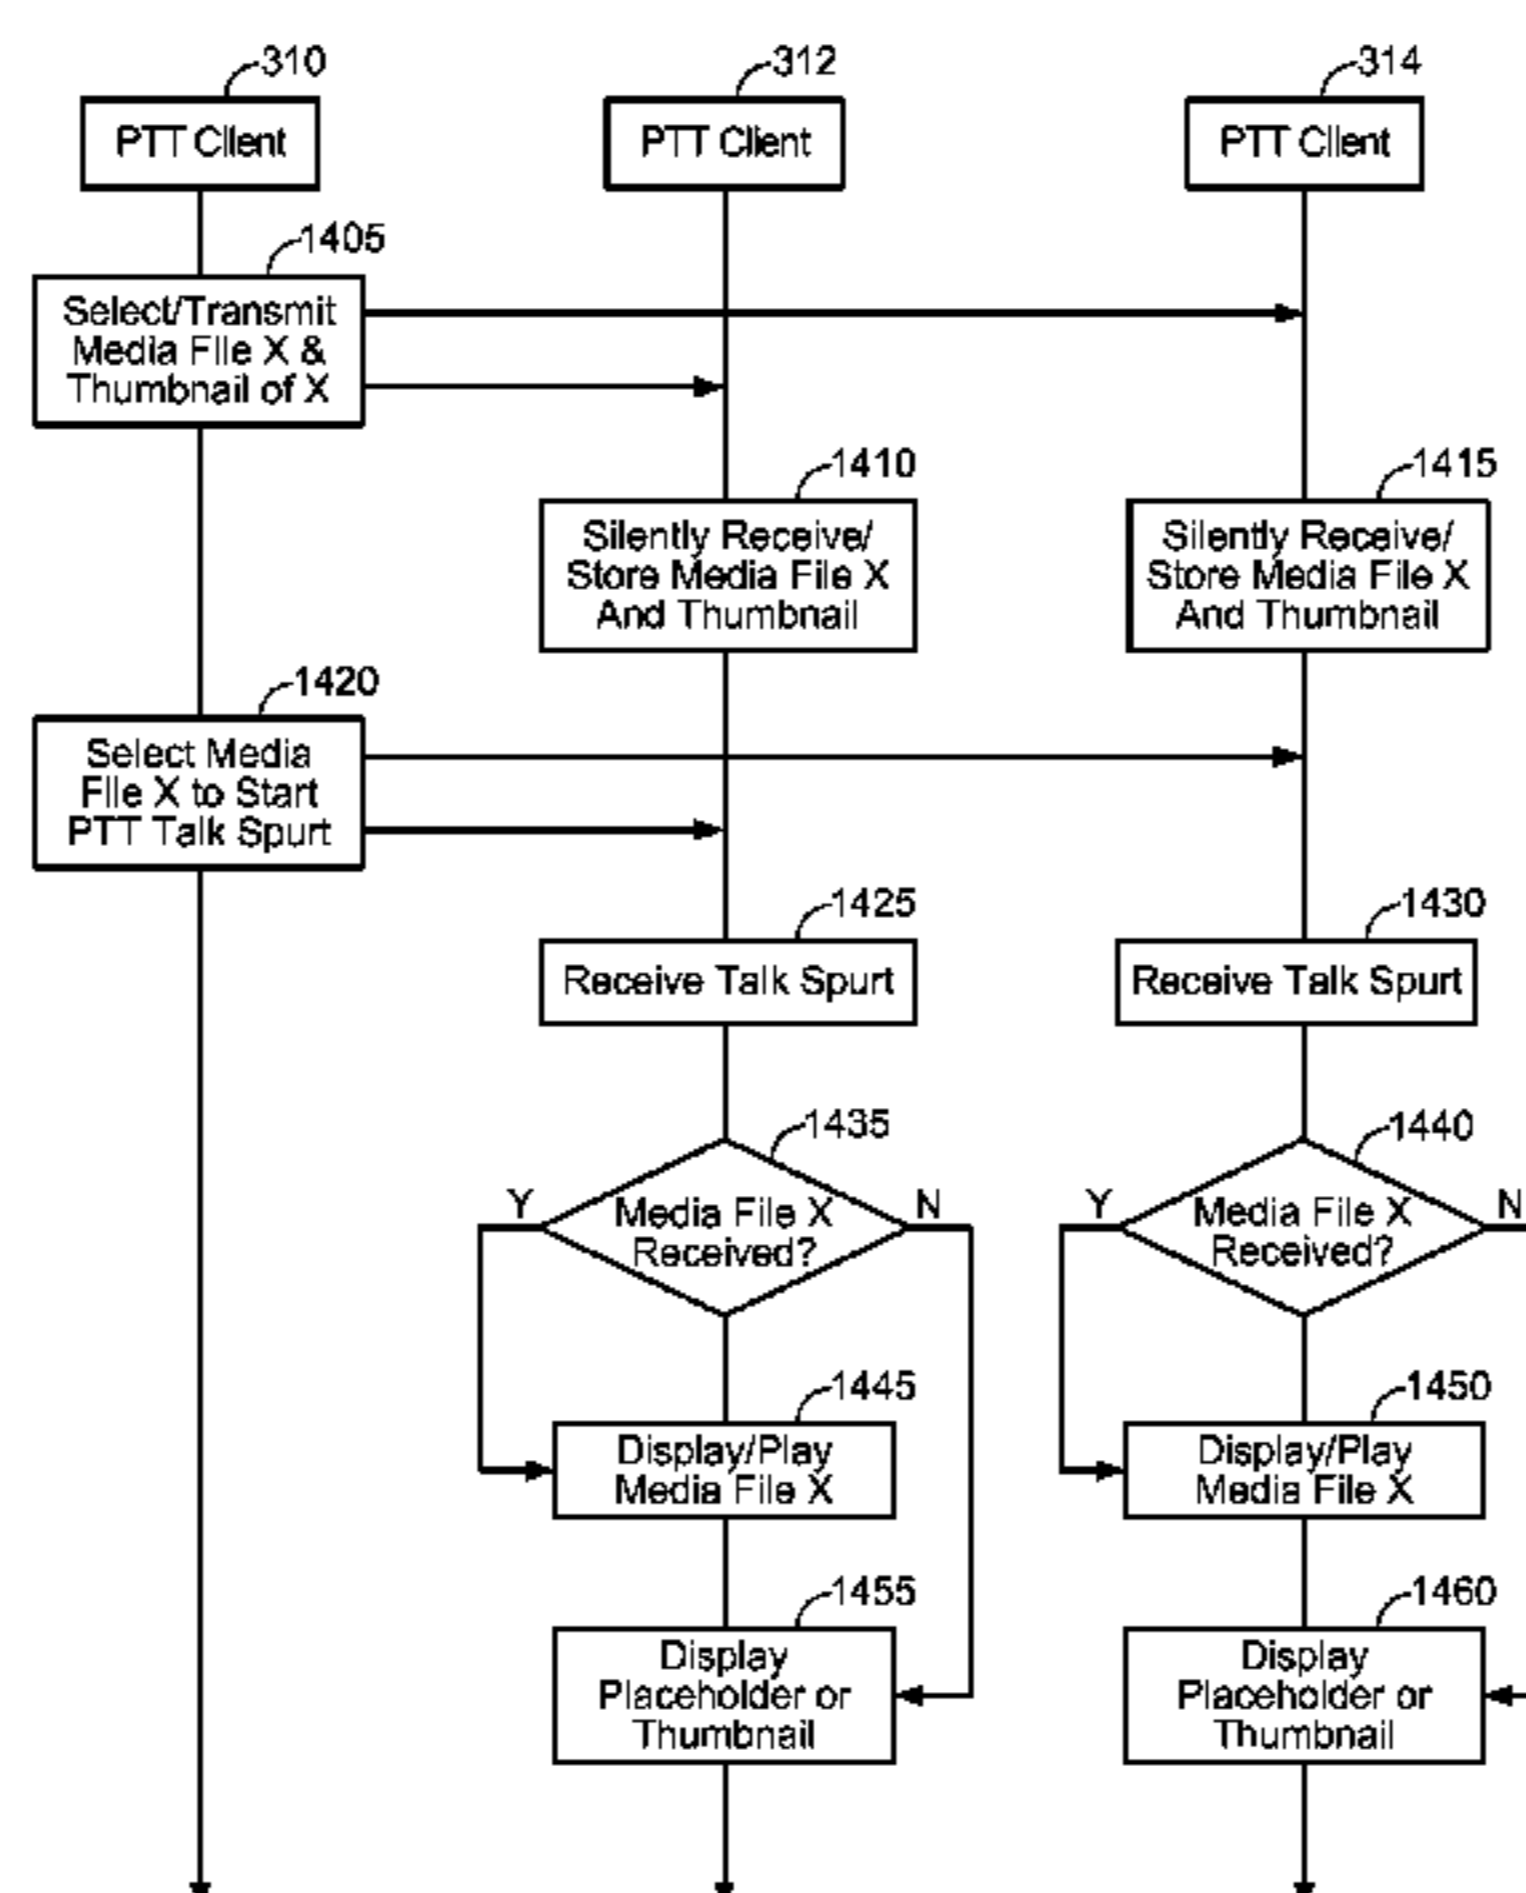 310
312
314
PTT Client
PTT Client
PTT Client
1405
Select/Transmit
Media File X &
Thumbnail of X
1410
Silently Receive/
Store Media File X
And Thumbnail
1415
Silently Receive/
Store Media File X
And Thumbnail
1420
Select Media
File X to Start
PTT Talk Spurt
1425
Receive Talk Spurt
1430
Receive Talk Spurt
1435
Y
Media File X
Received?
N
1440
Y
Media File X
Received?
N
1445
Display/Play
Media File X
1450
Display/Play
Media File X
1455
Display
Placeholder or
Thumbnail
1460
Display
Placeholder or
Thumbnail